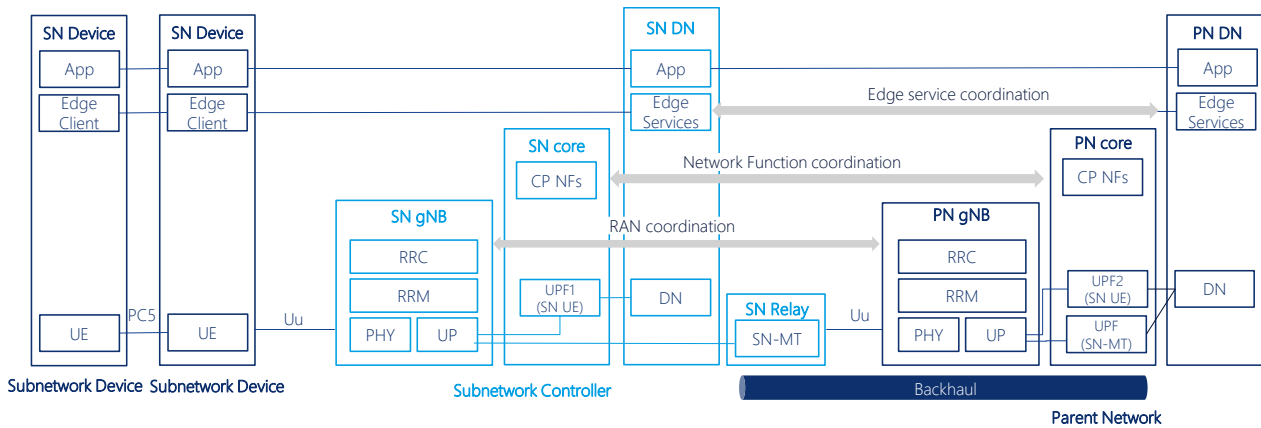 SN Device
App
Edge
Client
UE
Subnetwork Device
PC5
SN Device
App
Edge
Client
UE
Subnetwork Device
Uu
SN gNB
RRC
RRM
PHY
UP
SN core
CP NFs
UPF1
(SN UE)
SN DN
App
Edge
Services
DN
Subnetwork Controller
Edge service coordination
Network Function coordination
RAN coordination
SN Relay
SN-MT
Uu
PN gNB
RRC
RRM
PHY
UP
PN core
CP NFs
UPF2
(SN UE)
UPF
(SN-MT)
PN DN
App
Edge
Services
DN
Backhaul
Parent Network